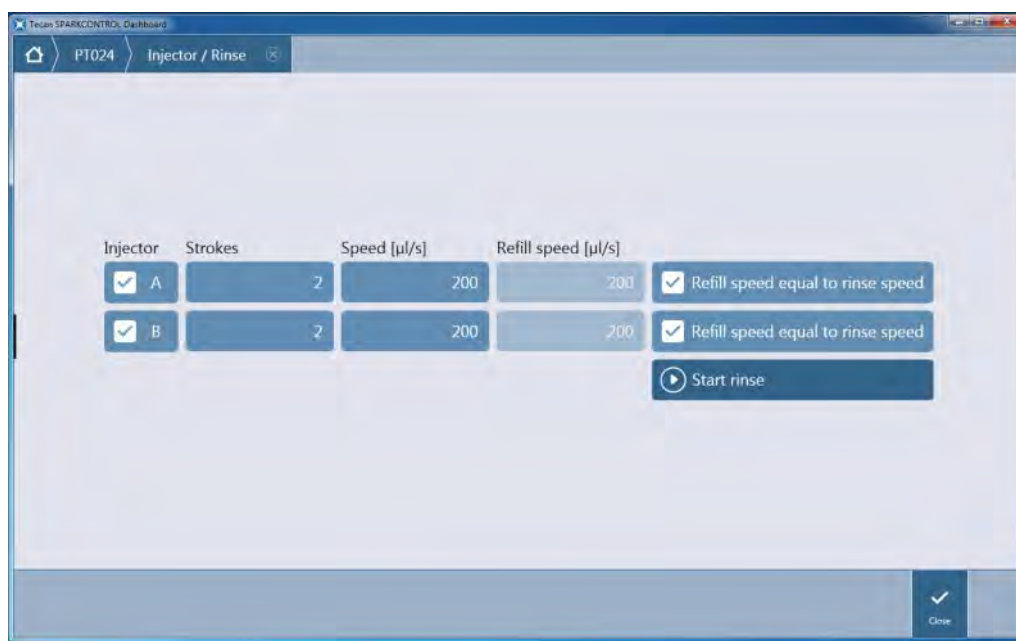 Tecan SPARKCONTROL Dashboard
PT024 Injector / Rinse
Injector Strokes Speed [µl/s] Refill speed [µl/s]
A 2 200 200 Refill speed equal to rinse speed
B 2 200 200 Refill speed equal to rinse speed
Start rinse
Close